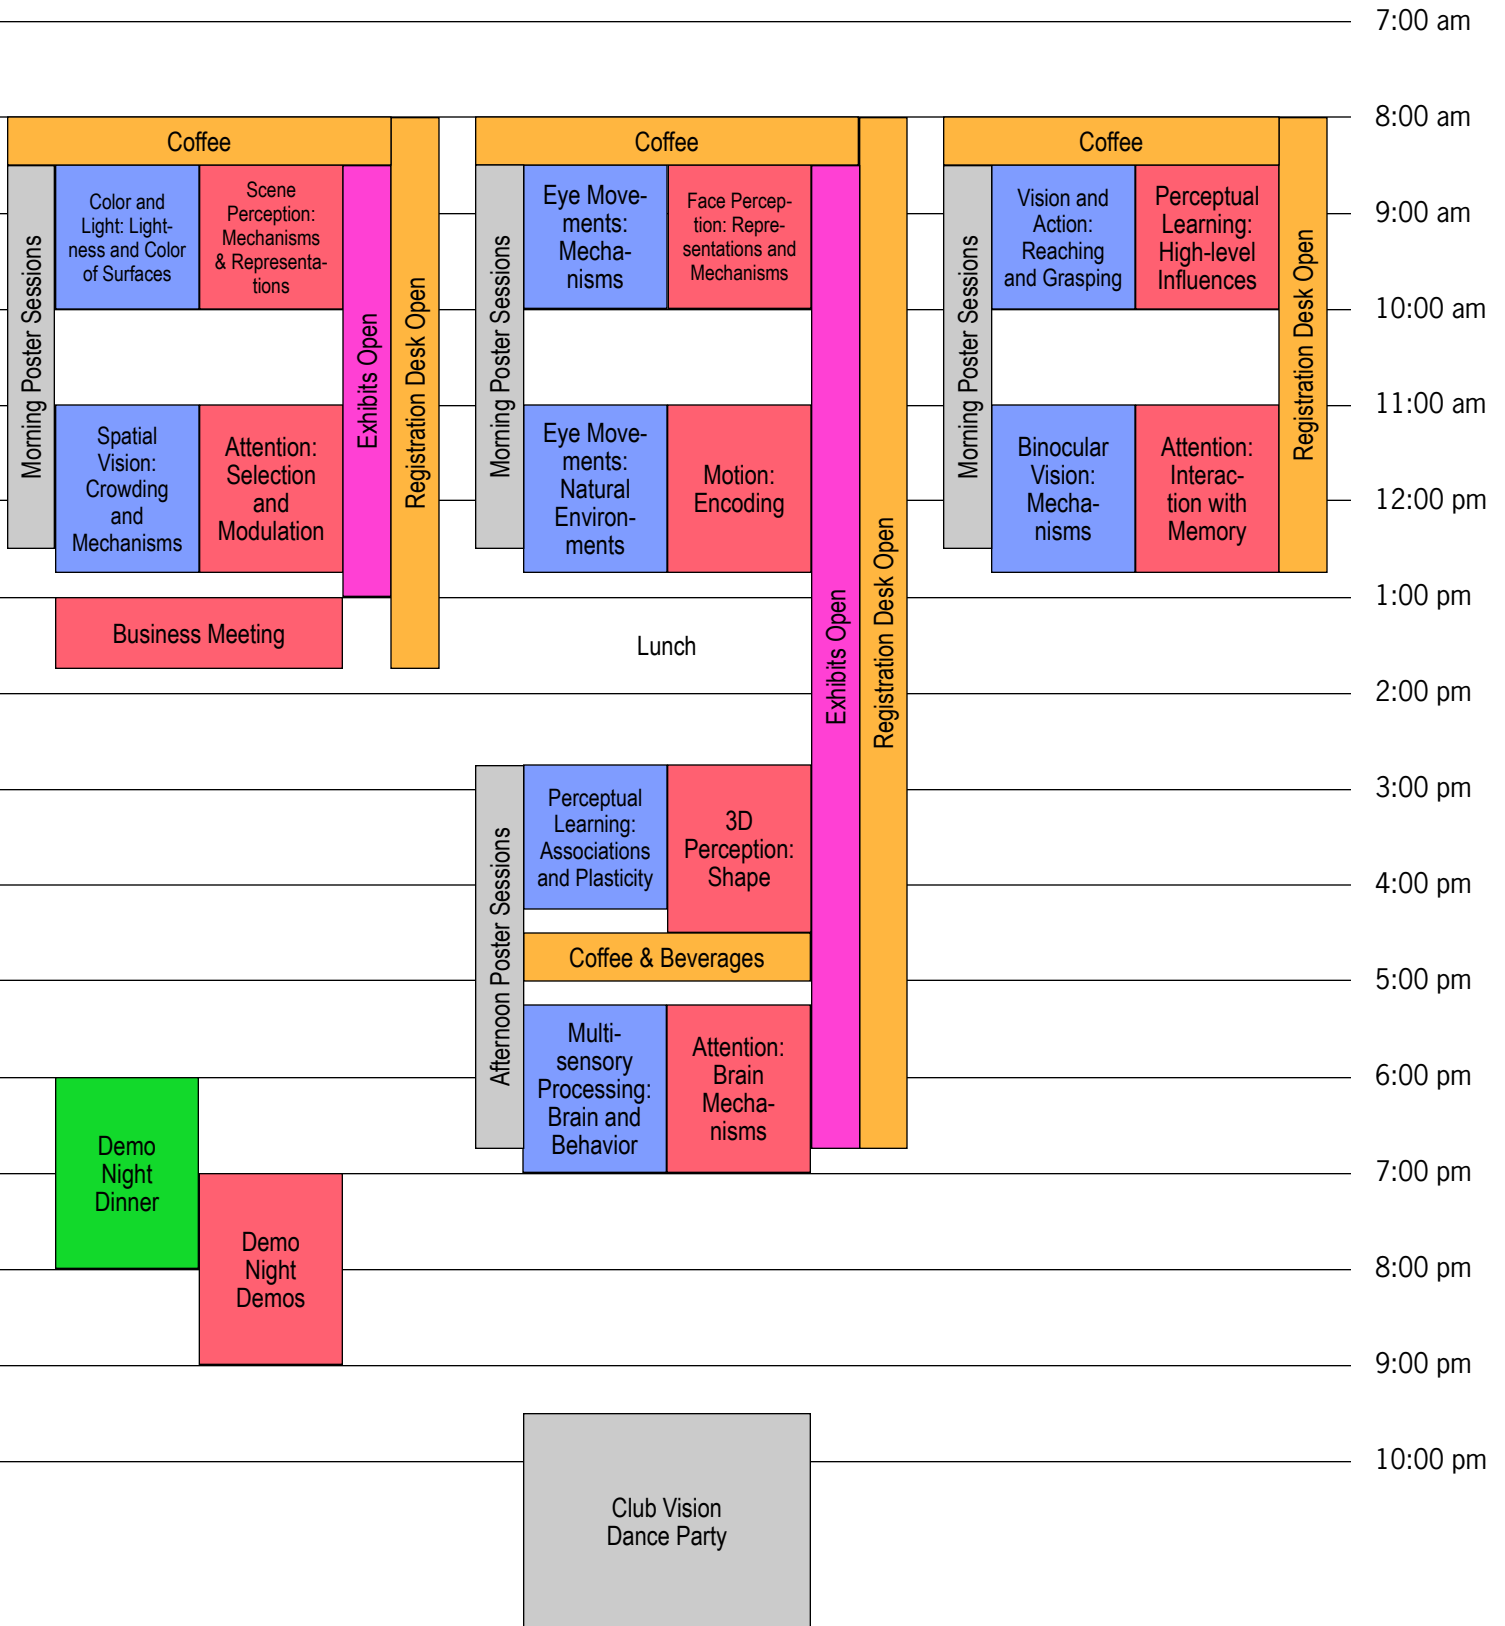 7:00 am
8:00 am
9:00 am
10:00 am
11:00 am
12:00 pm
1:00 pm
2:00 pm
3:00 pm
4:00 pm
5:00 pm
6:00 pm
7:00 pm
8:00 pm
9:00 pm
10:00 pm
Coffee
Morning Poster Sessions
Color and
Light: Light-
ness and Color
of Surfaces
Scene
Perception:
Mechanisms
& Representa-
tions
Spatial
Vision:
Crowding
and
Mechanisms
Attention:
Selection
and
Modulation
Exhibits Open
Registration Desk Open
Business Meeting
Demo
Night
Dinner
Demo
Night
Demos
Coffee
Morning Poster Sessions
Eye Move-
ments:
Mecha-
nisms
Face Percep-
tion: Repre-
sentations and
Mechanisms
Eye Move-
ments:
Natural
Environ-
ments
Motion:
Encoding
Exhibits Open
Registration Desk Open
Lunch
Afternoon Poster Sessions
Perceptual
Learning:
Associations
and Plasticity
3D
Perception:
Shape
Coffee & Beverages
Multi-
sensory
Processing:
Brain and
Behavior
Attention:
Brain
Mecha-
nisms
Club Vision
Dance Party
Coffee
Morning Poster Sessions
Vision and
Action:
Reaching
and Grasping
Perceptual
Learning:
High-level
Influences
Binocular
Vision:
Mecha-
nisms
Attention:
Interac-
tion with
Memory
Registration Desk Open